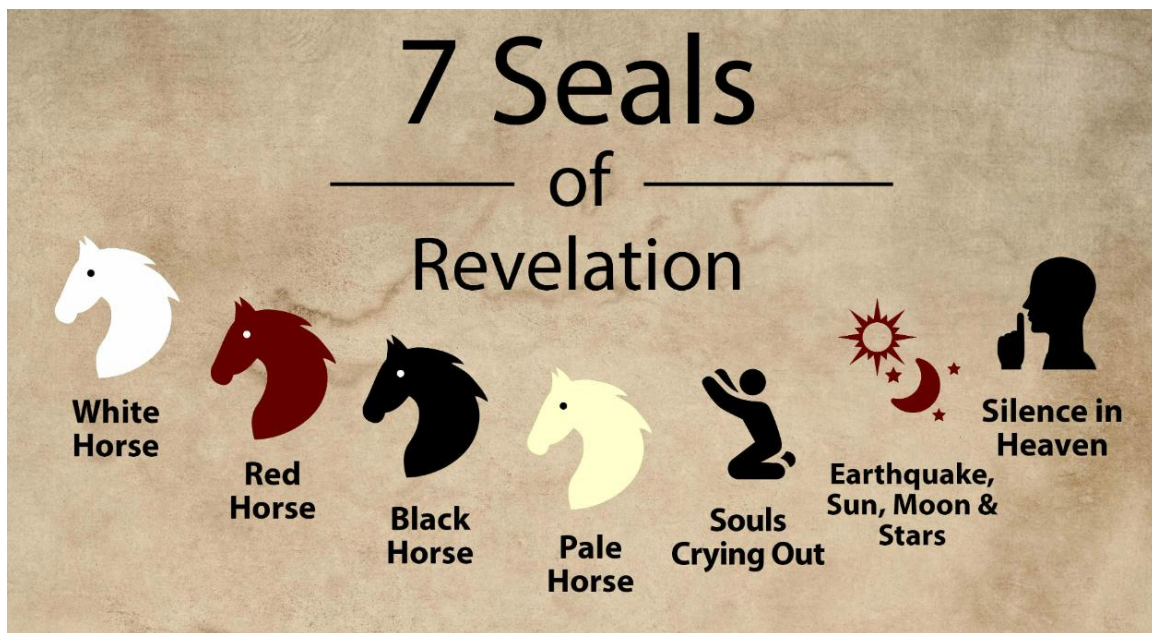 7 Seals
of
Revelation
White
Horse
Red
Horse
Black
Horse
Pale
Horse
Souls
Crying Out
Earthquake,
Sun, Moon &
Stars
Silence in
Heaven